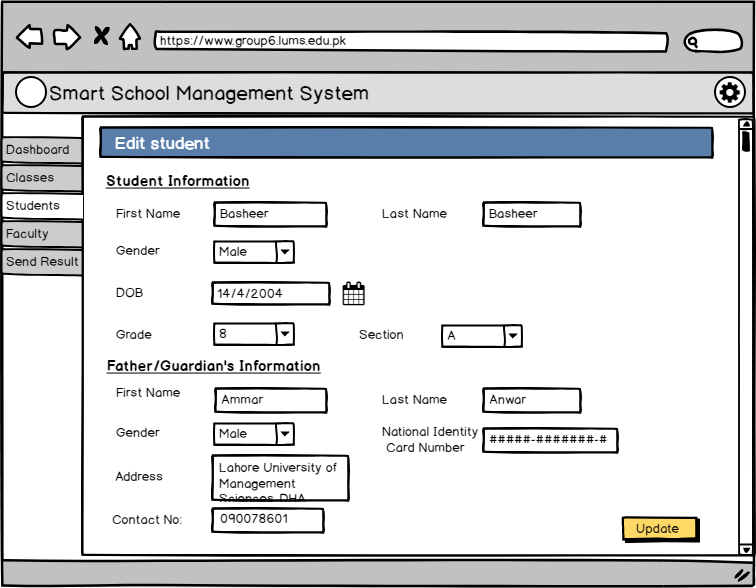 https://www.group6.lums.edu.pk
Smart School Management System
Dashboard
Classes
Students
Faculty
Send Result
Edit student
Student Information
First Name Basheer Last Name Basheer
Gender Male
DOB 14/4/2004
Grade 8 Section A
Father/Guardian's Information
First Name Ammar Last Name Anwar
Gender Male National Identity
Card Number #####-#######-#
Address Lahore University of
Management
Sciences, DHA
Contact No: 090078601
Update